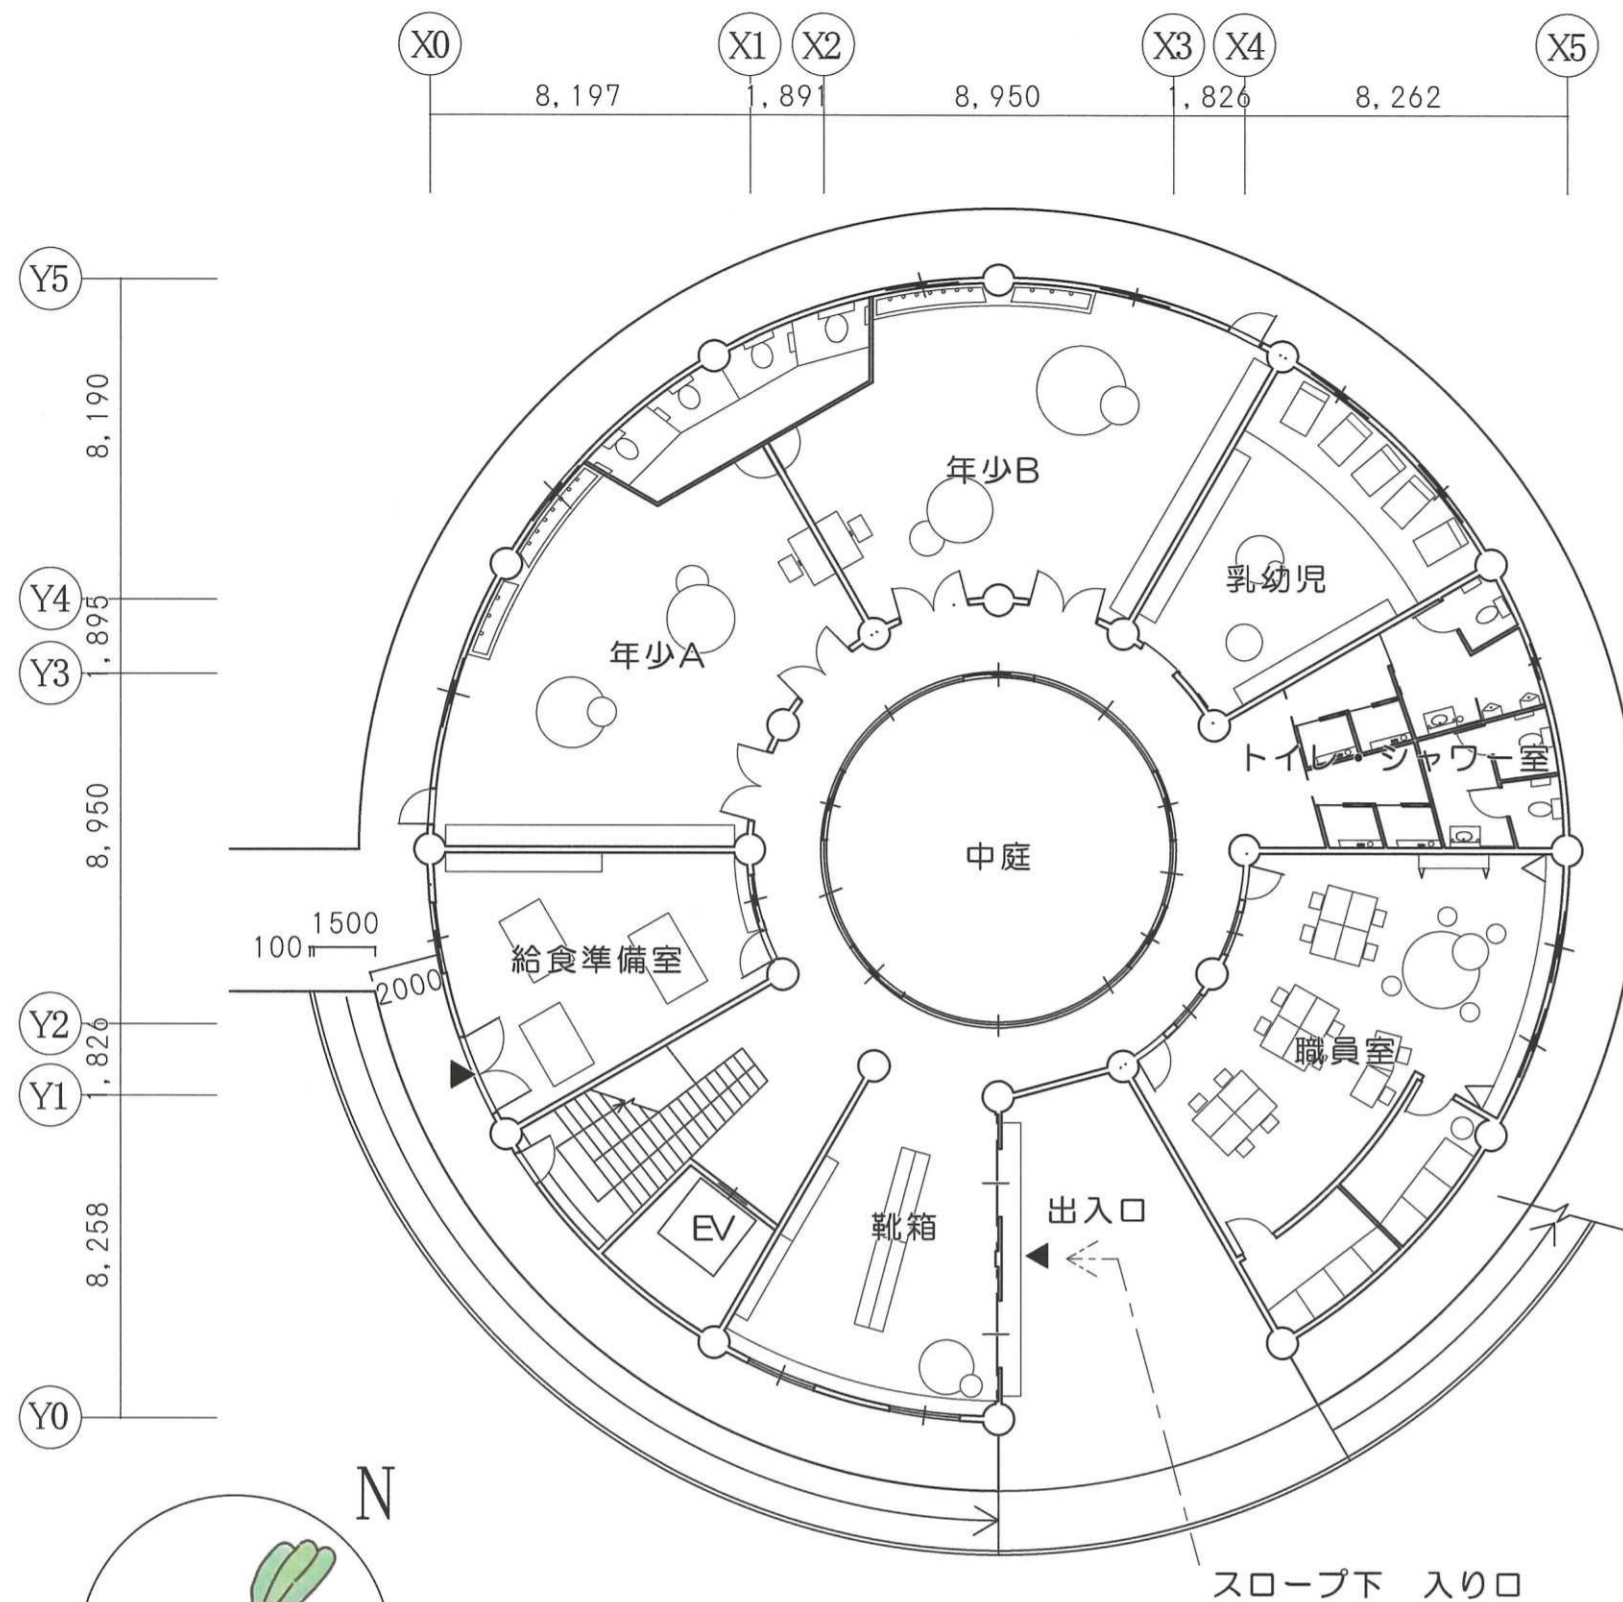 X0 X1 X2 X3 X4 X5
8,197 1,891 8,950 1,826 8,262
Y5
8,190
Y4
1,895
Y3
8,950
Y2
1,826
Y1
8,258
Y0
年少B
乳幼児
年少A
トイレ・シャワー室
中庭
1500
100
2000
給食準備室
職員室
EV
靴箱
出入口
N
スロープ下 入り口